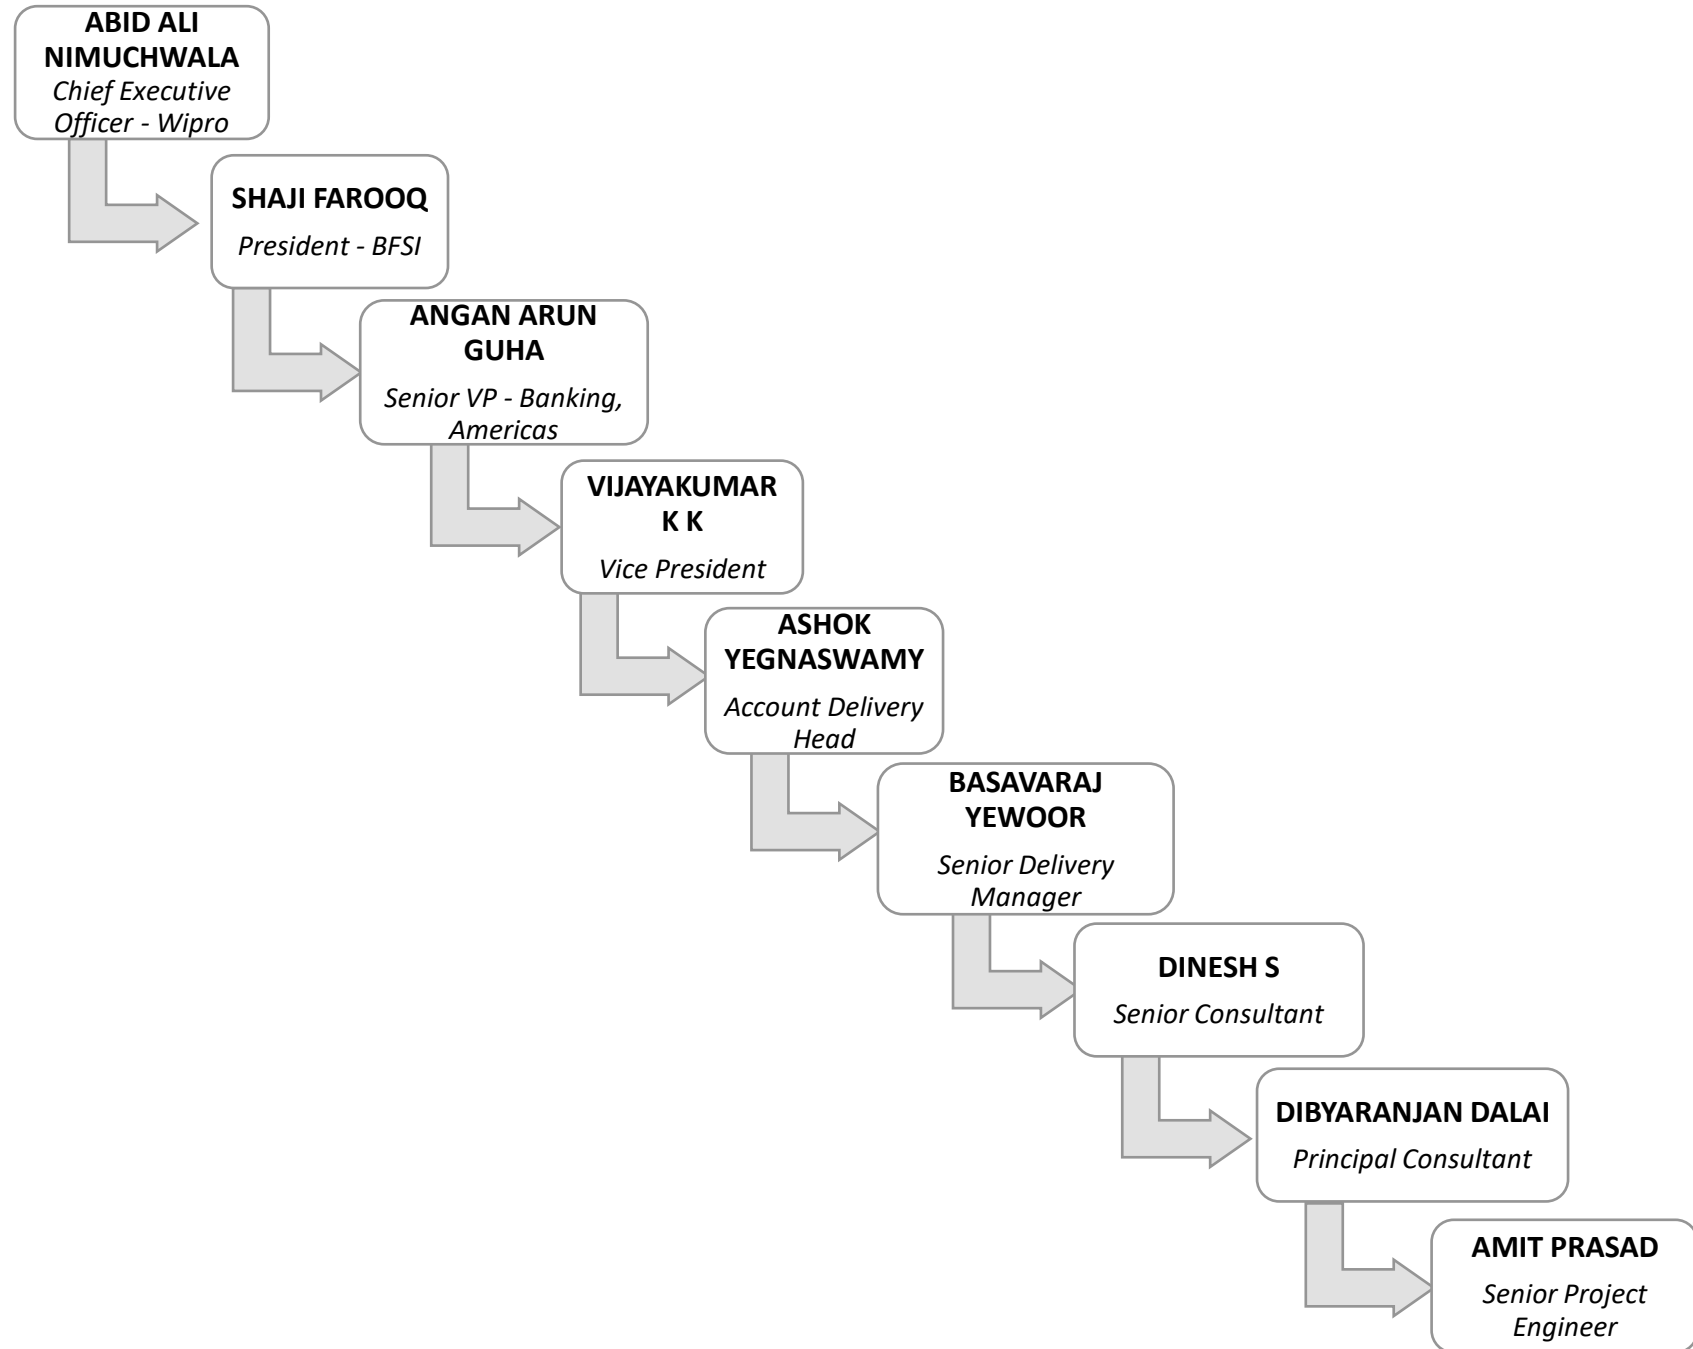 ABID ALI
NIMUCHWALA
Chief Executive
Officer - Wipro
SHAJI FAROOQ
President - BFSI
ANGAN ARUN
GUHA
Senior VP - Banking,
Americas
VIJAYAKUMAR
K K
Vice President
ASHOK
YEGNASWAMY
Account Delivery
Head
BASAVARAJ
YEWOOR
Senior Delivery
Manager
DINESH S
Senior Consultant
DIBYARANJAN DALAI
Principal Consultant
AMIT PRASAD
Senior Project
Engineer